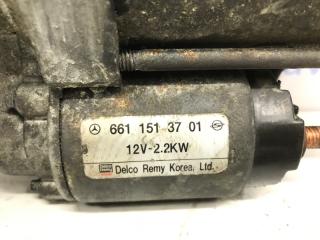 661 151 37 01
12V-2.2KW
Delco Remy Korea, Ltd.